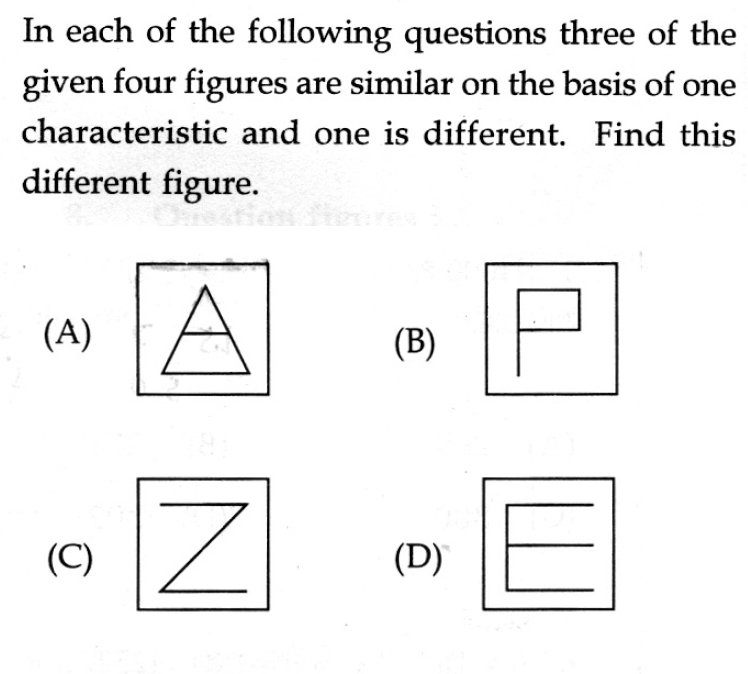 In each of the following questions three of the
given four figures are similar on the basis of one
characteristic and one is different. Find this
different figure.
(A)
(B)
P
(C)
Z
(D)
E